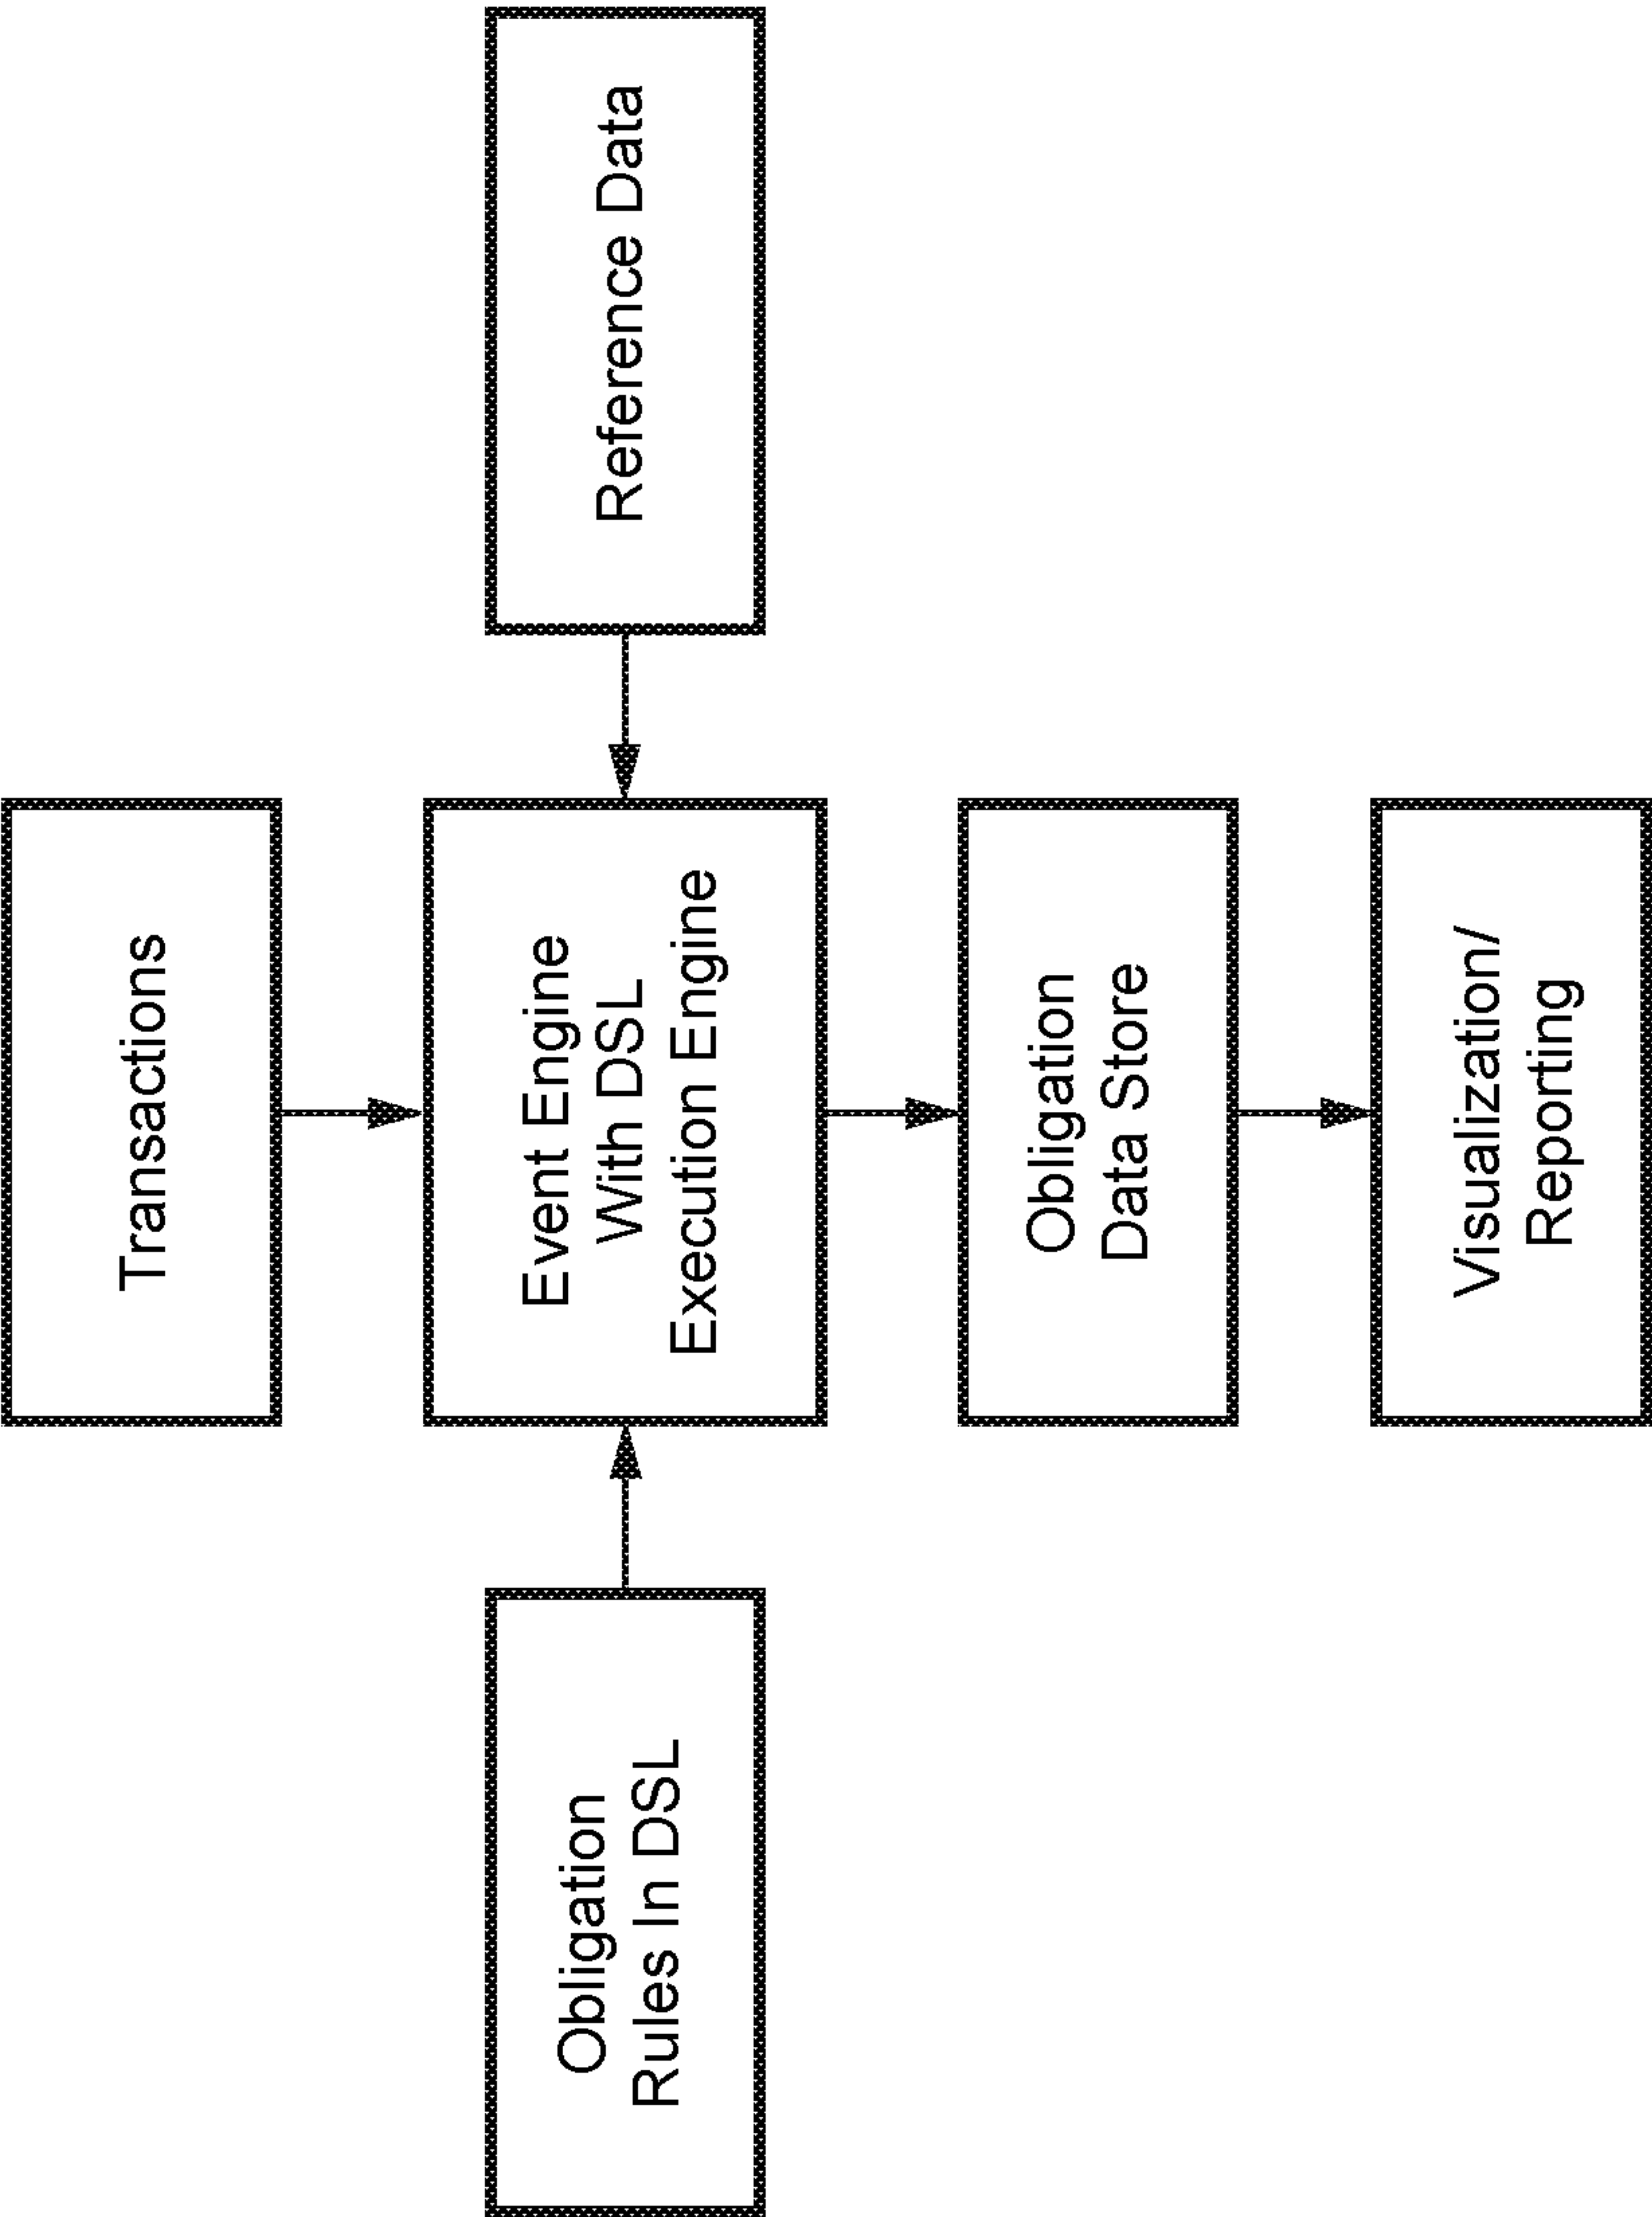 Transactions
Obligation
Rules In DSL
Event Engine
With DSL
Execution Engine
Reference Data
Obligation
Data Store
Visualization/
Reporting